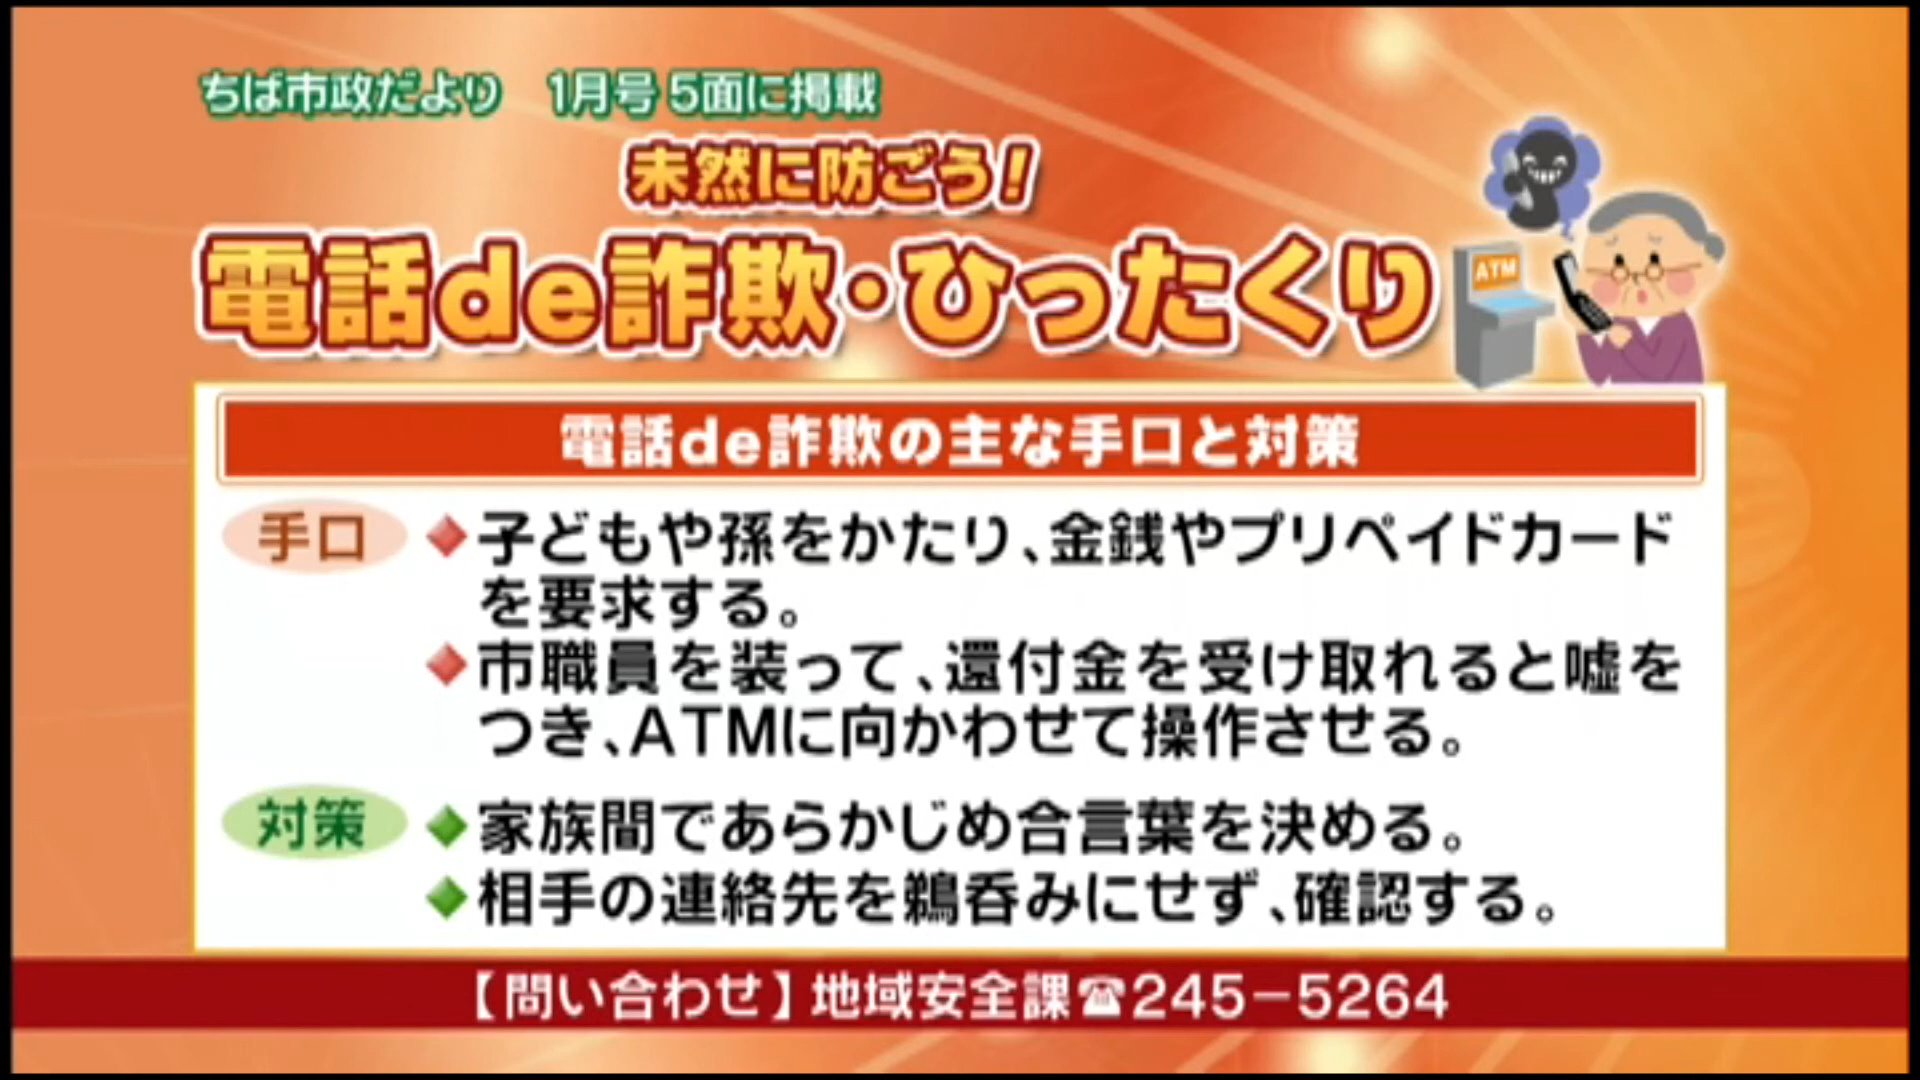 ちば市政だより　1月号 5面に掲載
未然に防ごう!
電話de詐欺・ひったくり
ATM
電話de詐欺の主な手口と対策
手口 ◆子どもや孫をかたり、金銭やプリペイドカード
を要求する。
◆市職員を装って、還付金を受け取れると嘘を
つき、ATMに向かわせて操作させる。
対策 ◆家族間であらかじめ合言葉を決める。
◆相手の連絡先を鵜呑みにせず、確認する。
【問い合わせ】地域安全課☎245-5264